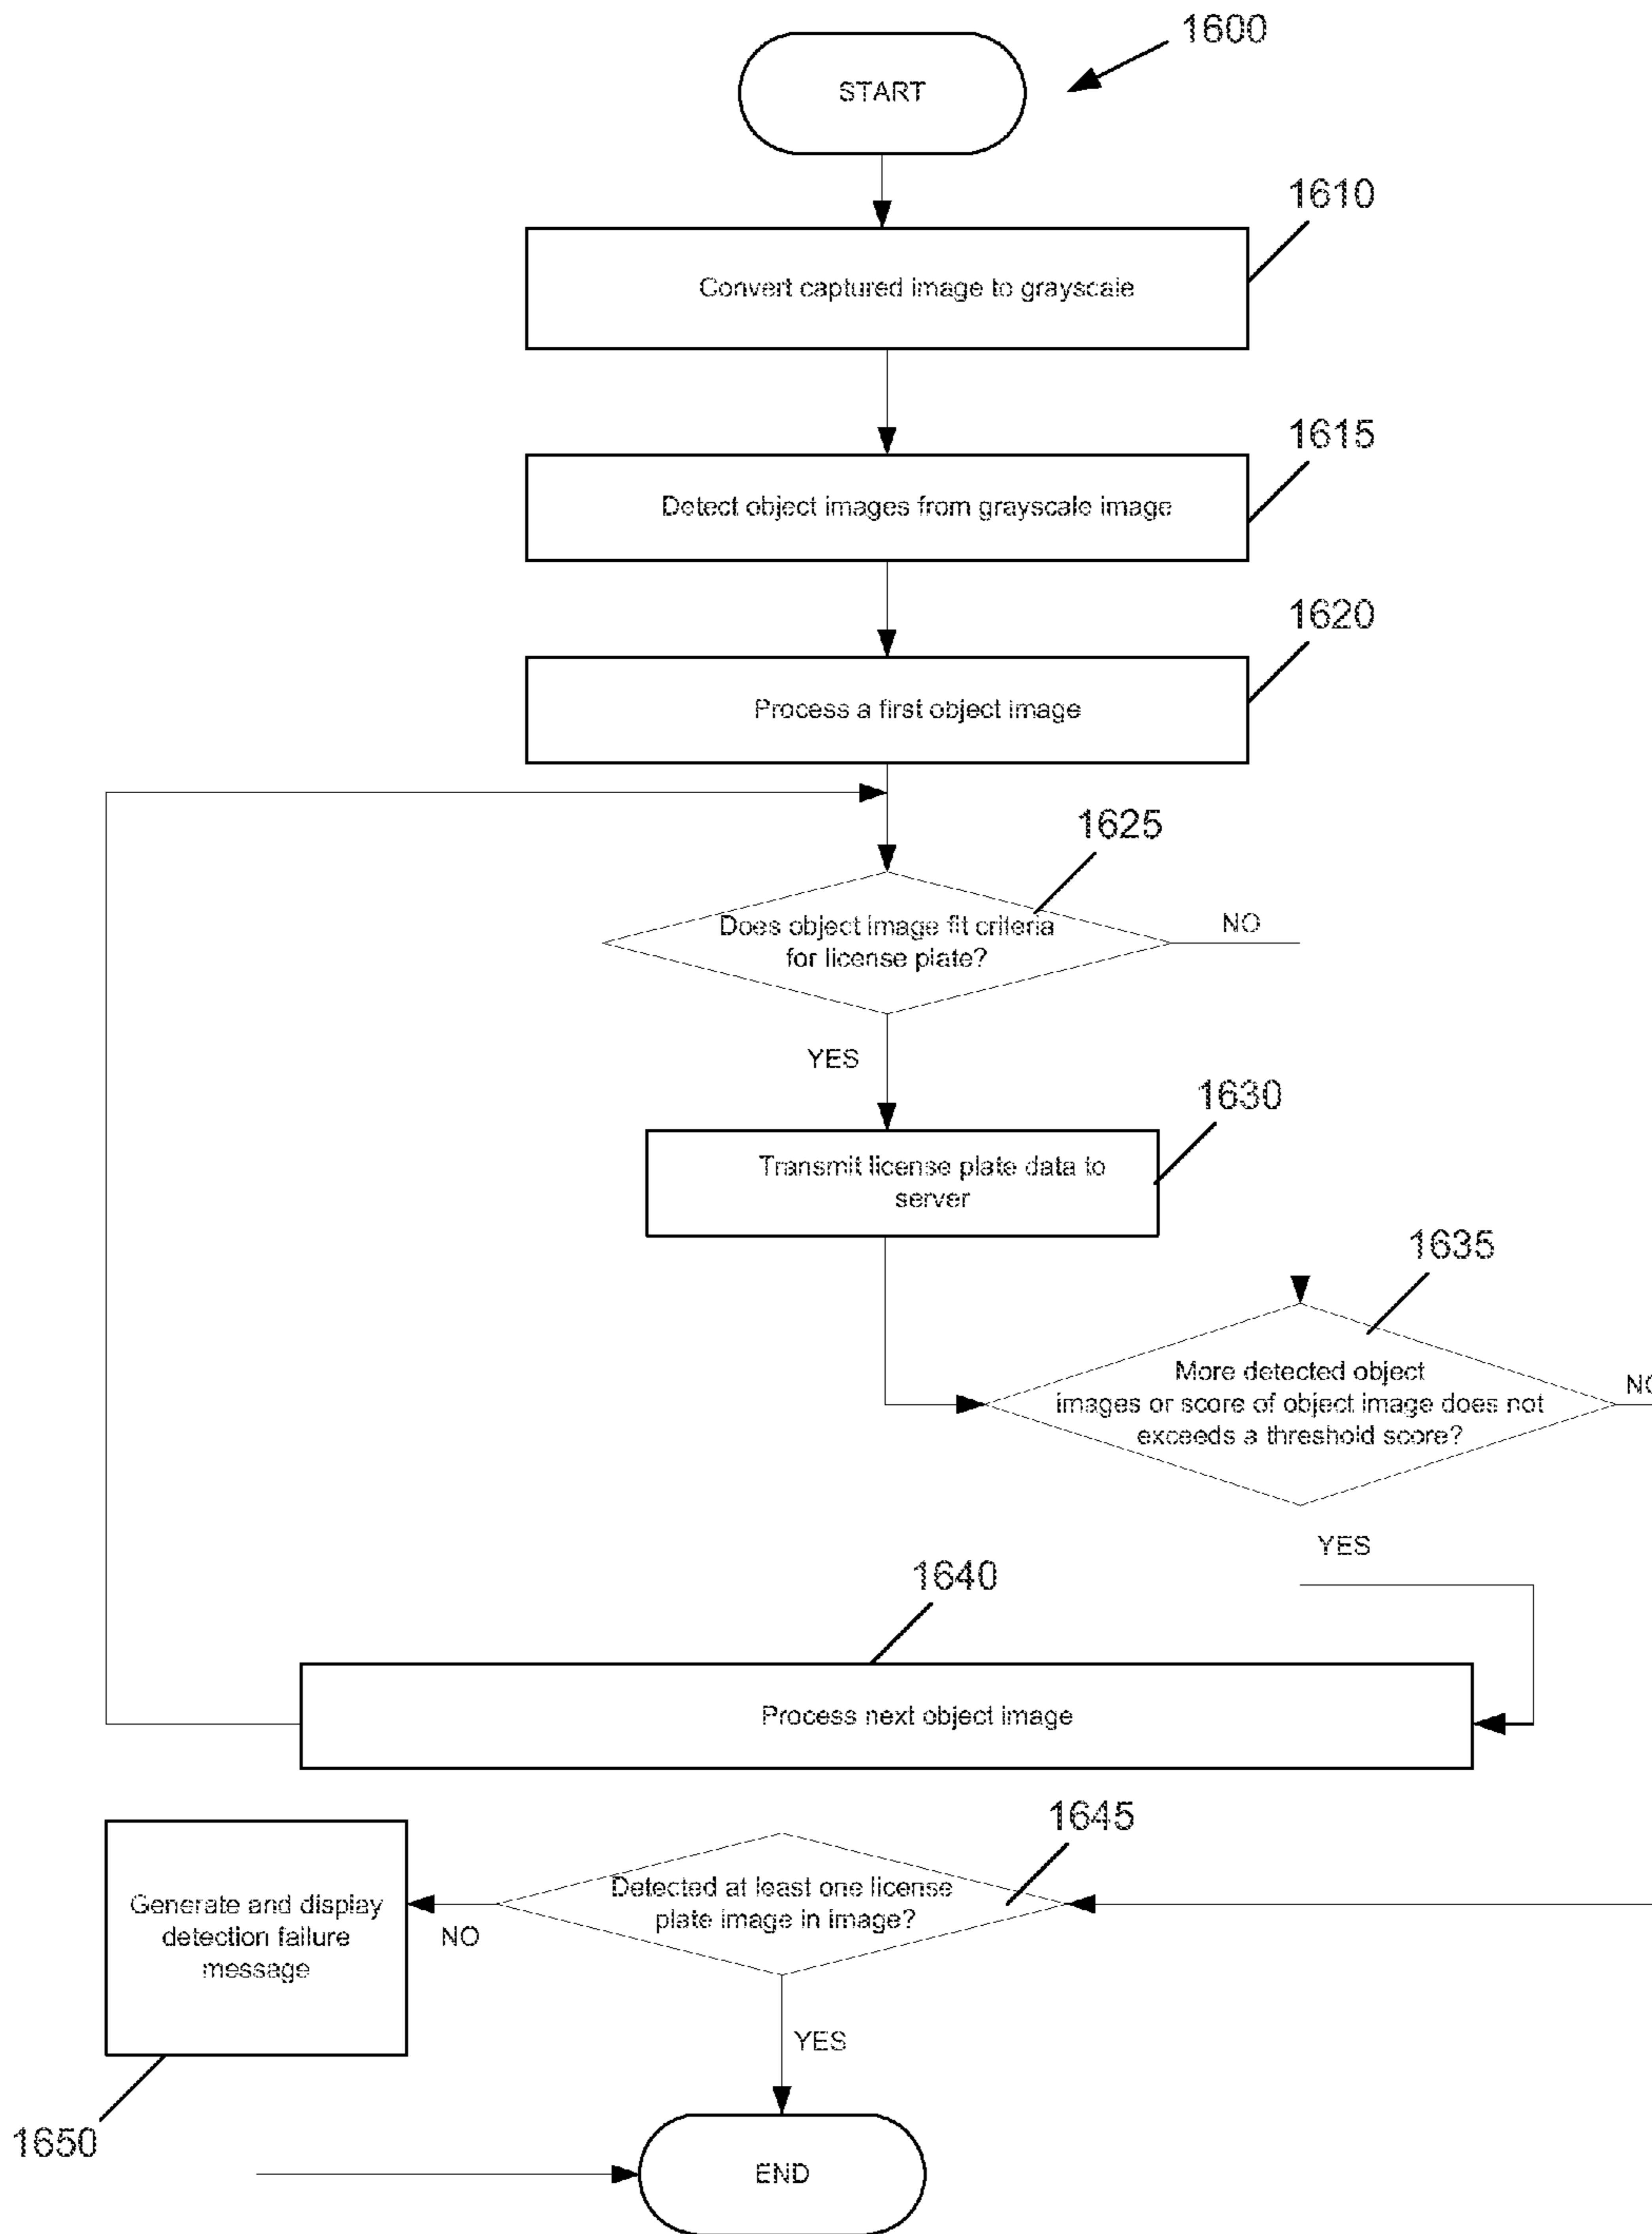 1600
START
1610
Convert captured image to grayscale
1615
Detect object images from grayscale image
1620
Process a first object image
1625
Does object image fit criteria
for license plate?
NO
YES
1630
Transmit license plate data to
server
1635
More detected object
images or score of object image does not
exceeds a threshold score?
NO
YES
1640
Process next object image
1645
Detected at least one license
plate image in image?
Generate and display
detection failure
message
NO
YES
1650
END